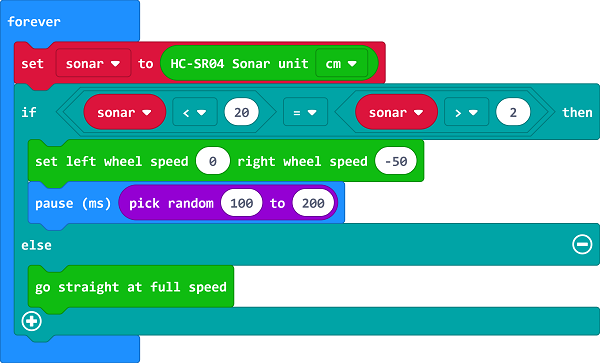 forever
set sonar to HC-SR04 Sonar unit cm
if sonar < 20 = sonar > 2 then
set left wheel speed 0 right wheel speed -50
pause (ms) pick random 100 to 200
else
go straight at full speed